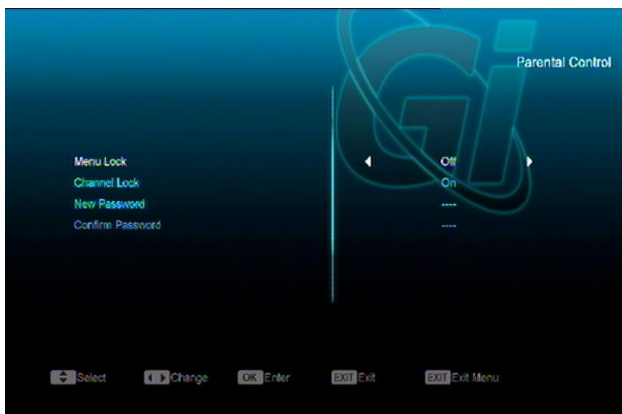 Parental Control
Menu Lock Off
Channel Lock On
New Password ----
Confirm Password ----
Select Change OK Enter EXIT Exit EXIT Exit Menu